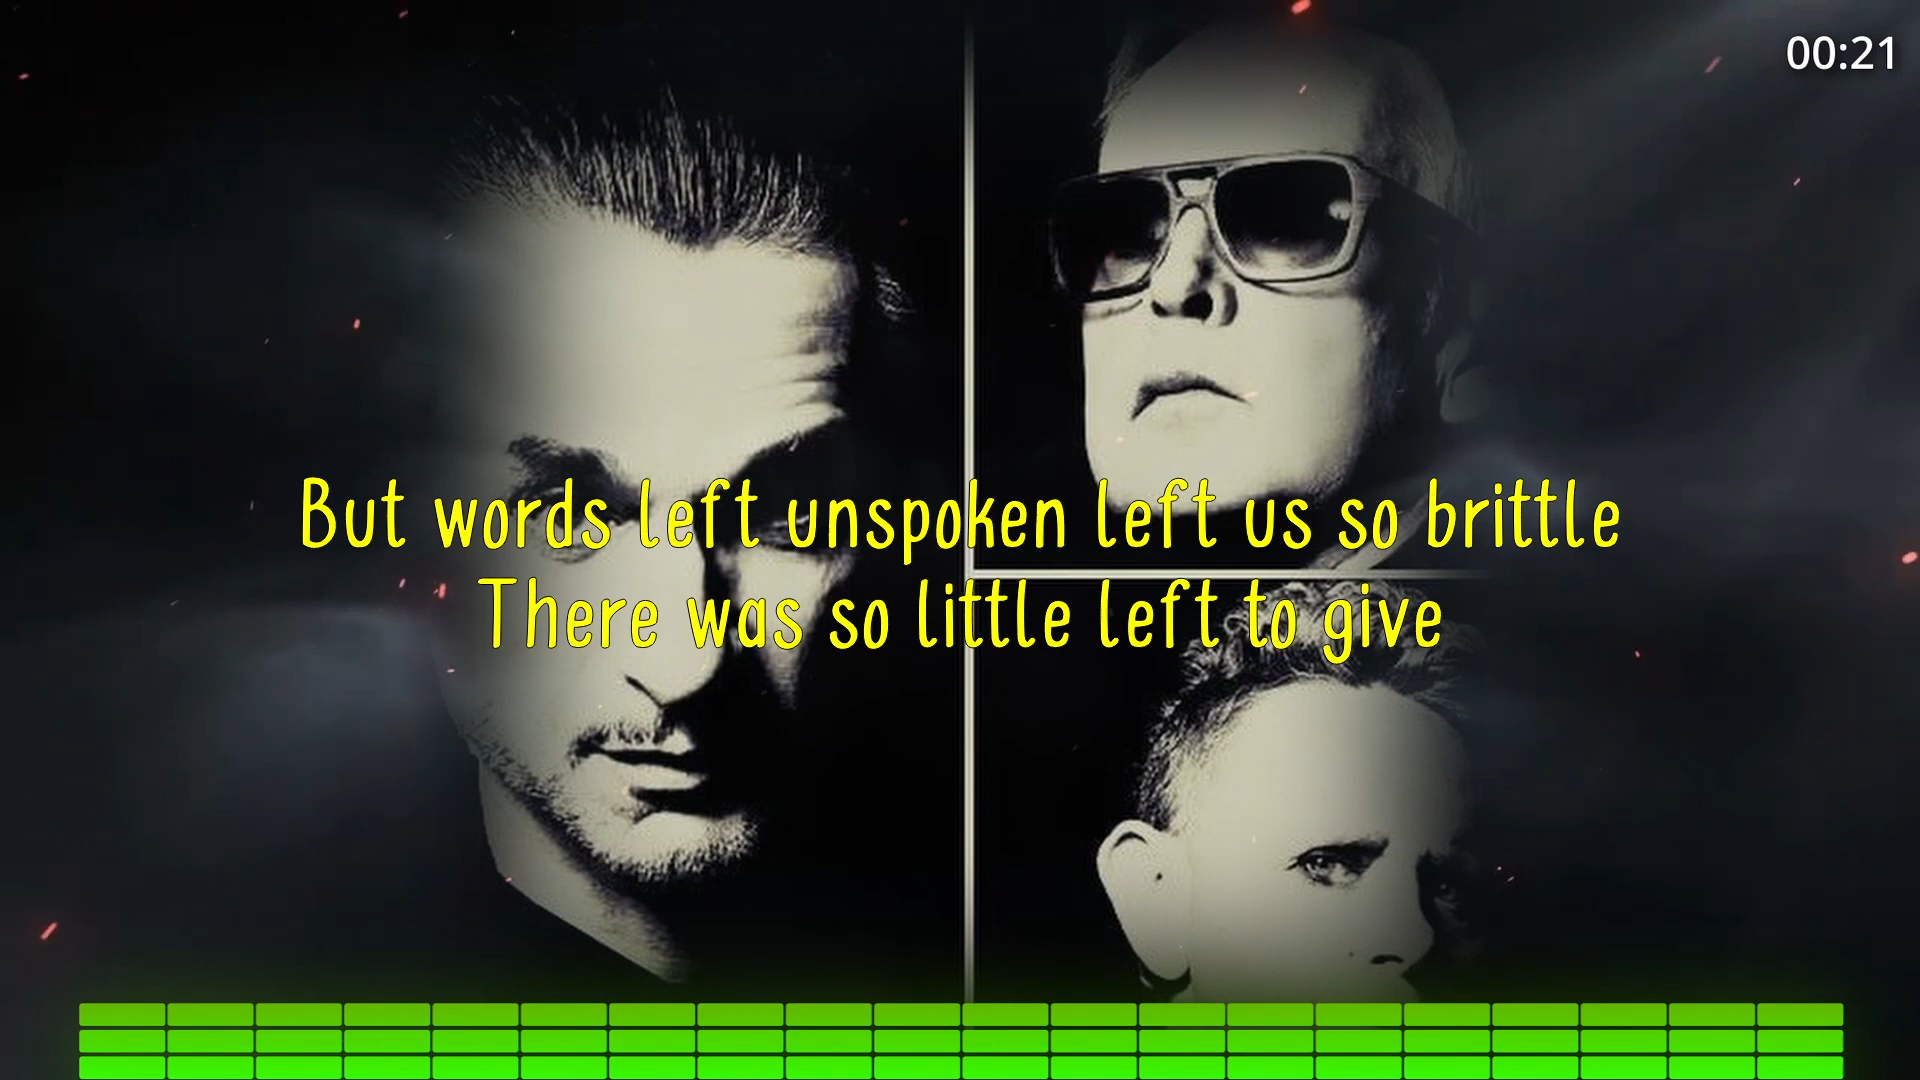 00:21
But words left unspoken left us so brittle
There was so little left to give